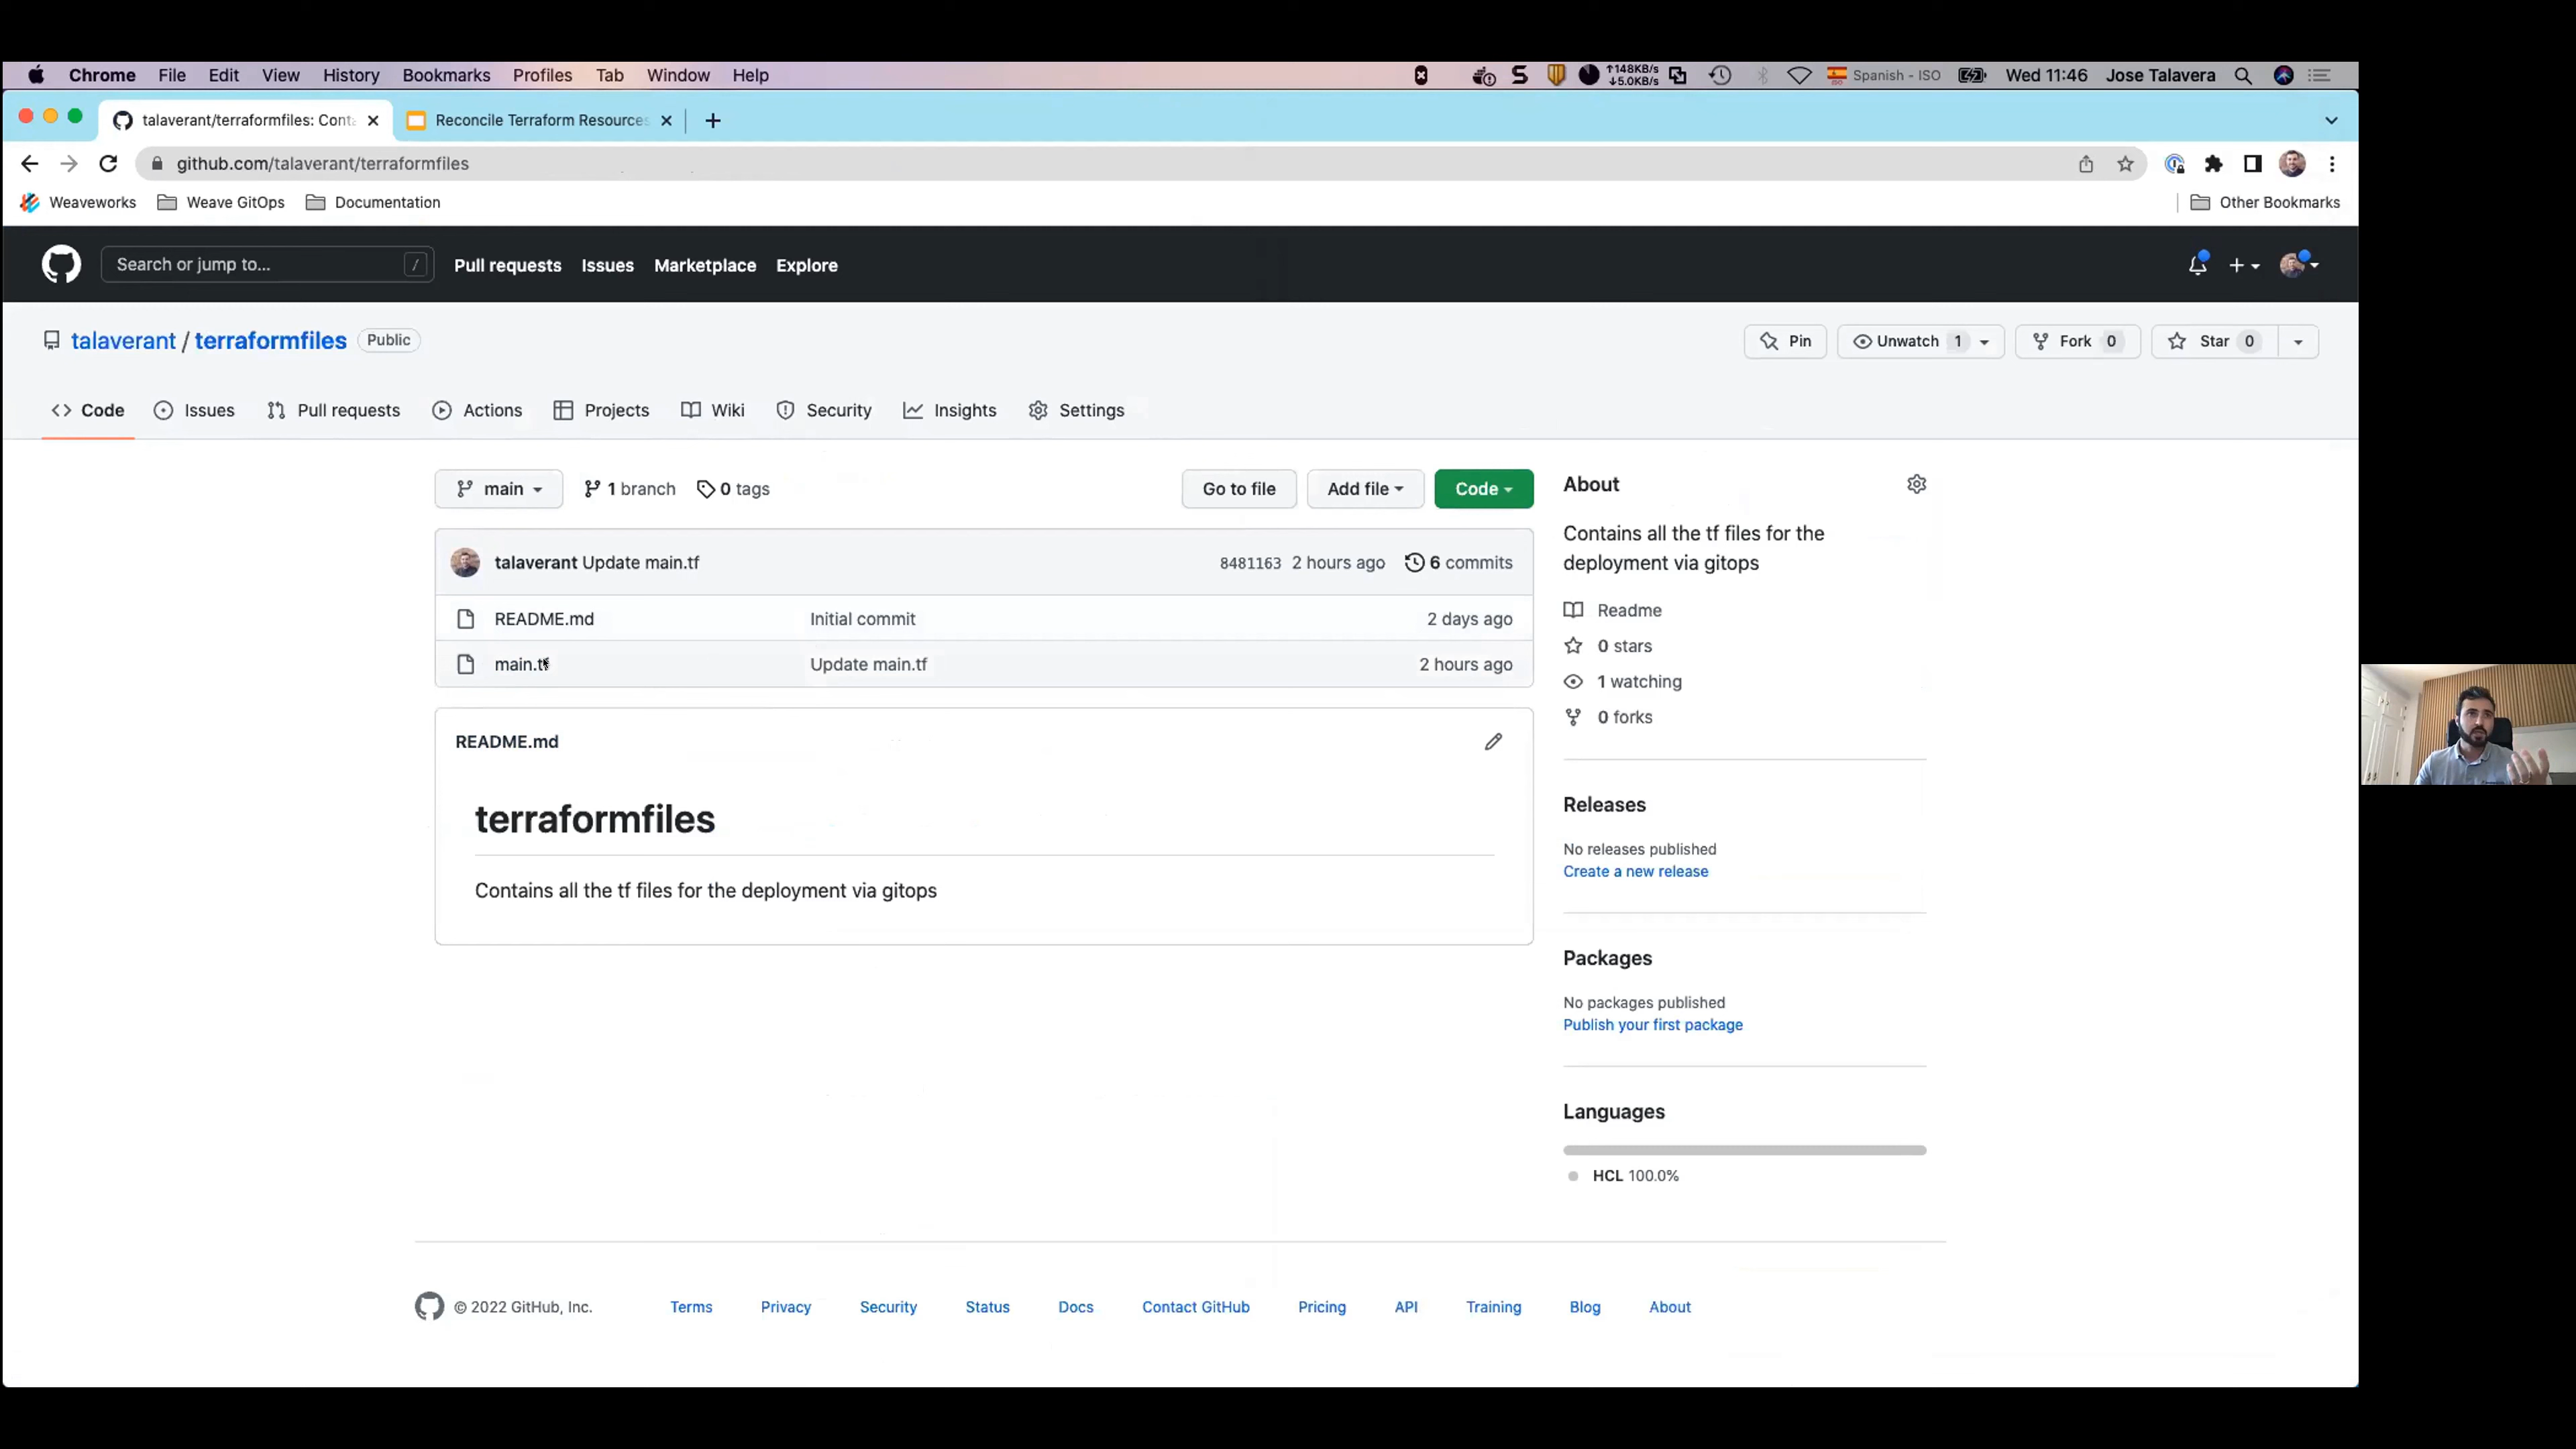 Chrome File Edit View History Bookmarks Profiles Tab Window Help
↑148KB/s
↓5.0KB/s
Spanish - ISO Wed 11:46 Jose Talavera
talaverant/terraformfiles: Cont
Reconcile Terraform Resources
github.com/talaverant/terraformfiles
Weaveworks Weave GitOps Documentation Other Bookmarks
Search or jump to... / Pull requests Issues Marketplace Explore
talaverant / terraformfiles Public
Pin Unwatch 1 Fork 0 Star 0
Code Issues Pull requests Actions Projects Wiki Security Insights Settings
main 1 branch 0 tags Go to file Add file Code
talaverant Update main.tf 8481163 2 hours ago 6 commits
README.md Initial commit 2 days ago
main.tf Update main.tf 2 hours ago
README.md
terraformfiles
Contains all the tf files for the deployment via gitops
About
Contains all the tf files for the
deployment via gitops
Readme
0 stars
1 watching
0 forks
Releases
No releases published
Create a new release
Packages
No packages published
Publish your first package
Languages
HCL 100.0%
© 2022 GitHub, Inc. Terms Privacy Security Status Docs Contact GitHub Pricing API Training Blog About